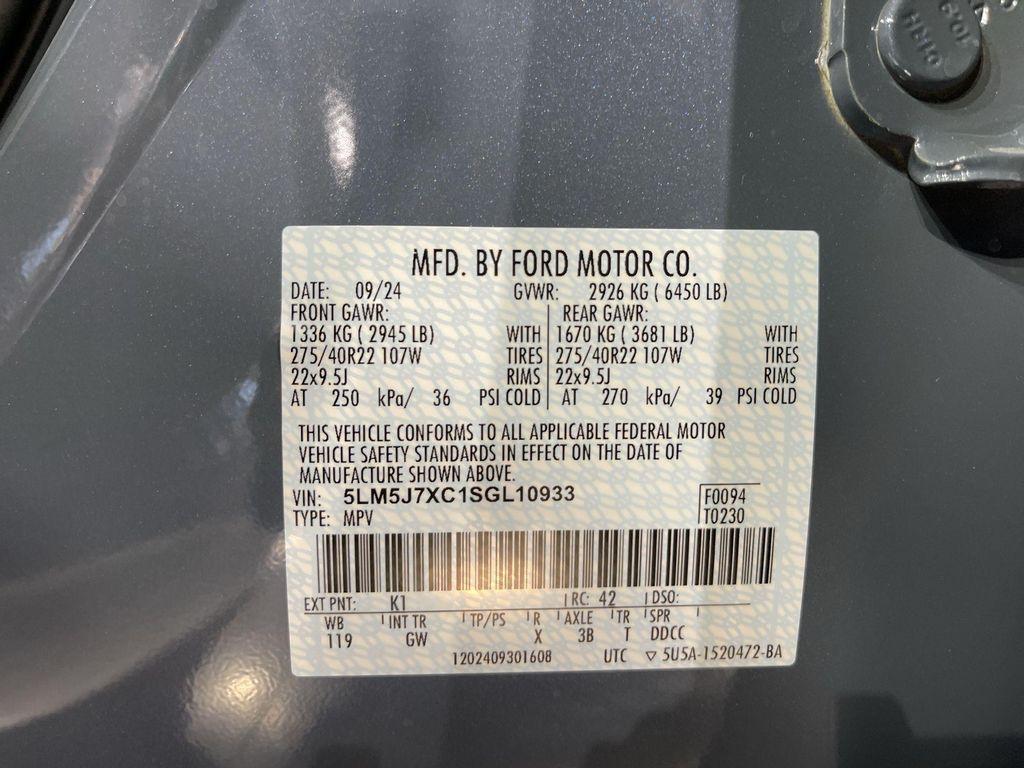 MFD. BY FORD MOTOR CO.
DATE: 09/24 GVWR: 2926 KG ( 6450 LB)
FRONT GAWR: REAR GAWR:
1336 KG ( 2945 LB) WITH 1670 KG ( 3681 LB) WITH
275/40R22 107W TIRES 275/40R22 107W TIRES
22x9.5J RIMS 22x9.5J RIMS
AT 250 kPa/ 36 PSI COLD AT 270 kPa/ 39 PSI COLD
THIS VEHICLE CONFORMS TO ALL APPLICABLE FEDERAL MOTOR
VEHICLE SAFETY STANDARDS IN EFFECT ON THE DATE OF
MANUFACTURE SHOWN ABOVE.
VIN: 5LM5J7XC1SGL10933 F0094
TYPE: MPV T0230
EXT PNT: K1 RC: 42 DSO:
WB INT TR TP/PS R AXLE TR SPR
119 GW X 3B T DDCC
1202409301608 UTC ▽ 5U5A-1520472-BA
10.9